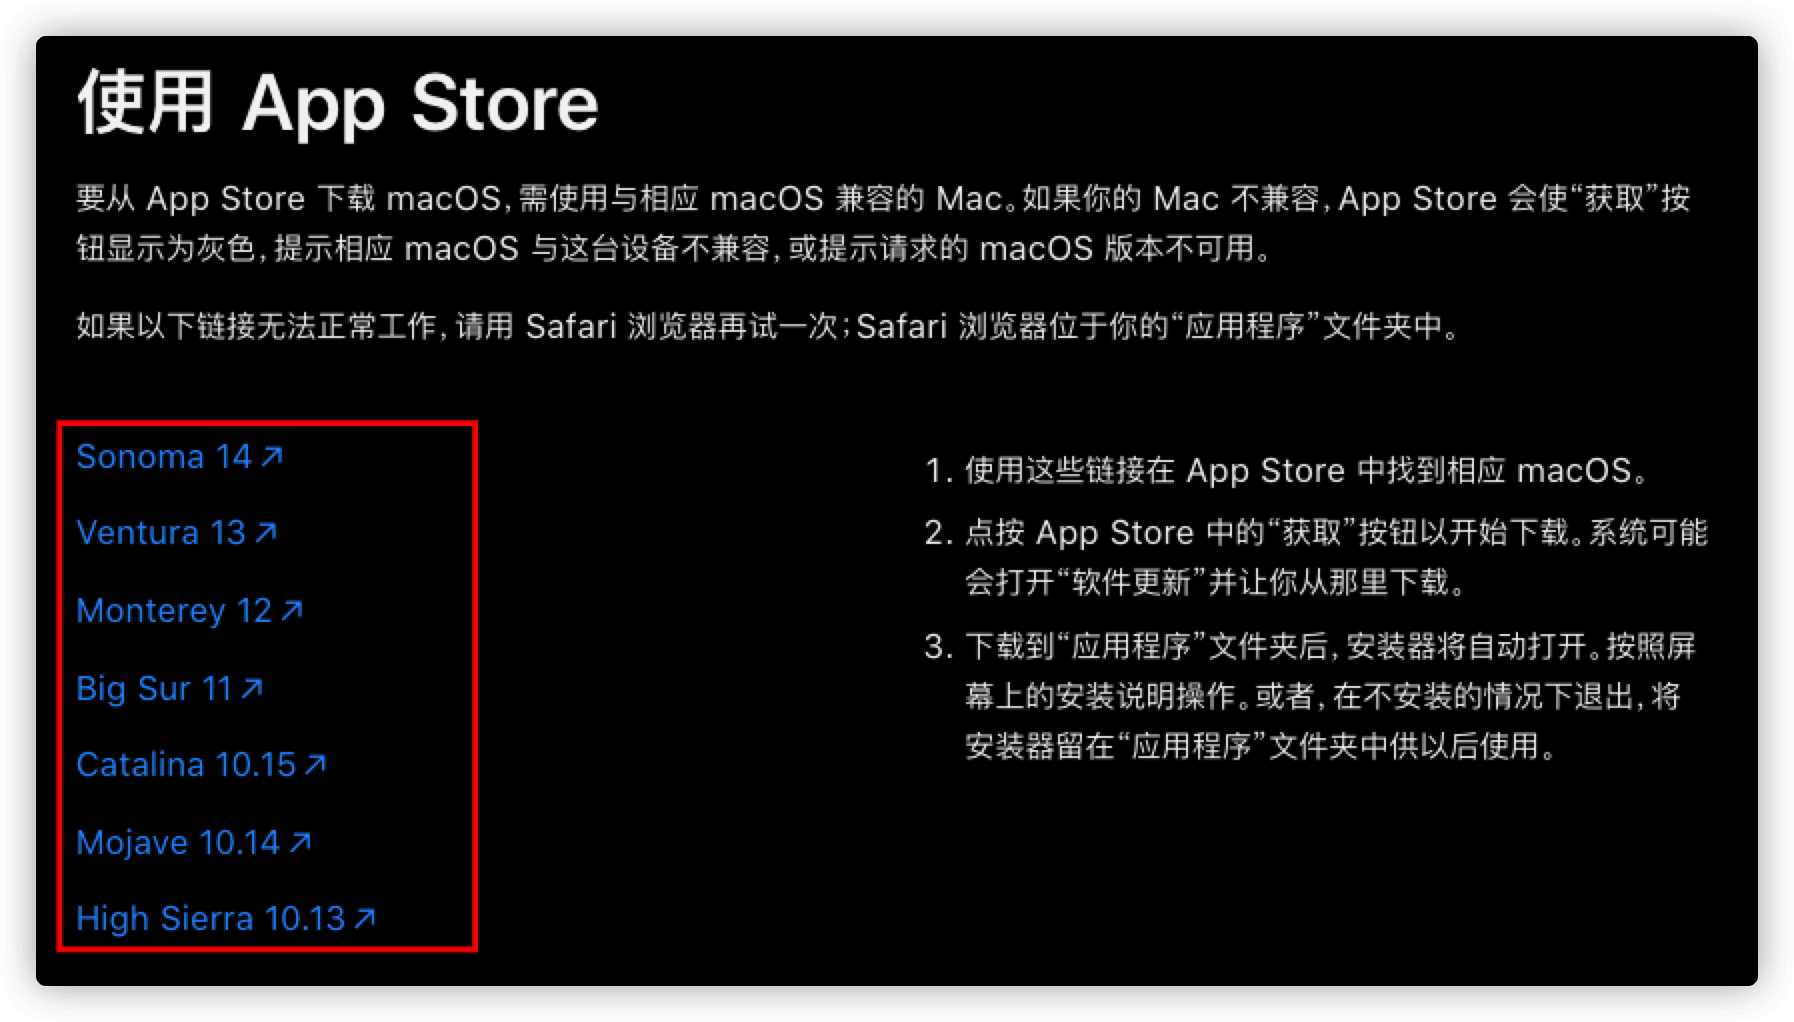 使用 App Store
要从 App Store 下载 macOS，需使用与相应 macOS 兼容的 Mac。如果你的 Mac 不兼容，App Store 会使“获取”按
钮显示为灰色，提示相应 macOS 与这台设备不兼容，或提示请求的 macOS 版本不可用。
如果以下链接无法正常工作，请用 Safari 浏览器再试一次；Safari 浏览器位于你的“应用程序”文件夹中。
Sonoma 14↗
Ventura 13↗
Monterey 12↗
Big Sur 11↗
Catalina 10.15↗
Mojave 10.14↗
High Sierra 10.13↗
1. 使用这些链接在 App Store 中找到相应 macOS。
2. 点按 App Store 中的“获取”按钮以开始下载。系统可能
会打开“软件更新”并让你从那里下载。
3. 下载到“应用程序”文件夹后，安装器将自动打开。按照屏
幕上的安装说明操作。或者，在不安装的情况下退出，将
安装器留在“应用程序”文件夹中供以后使用。